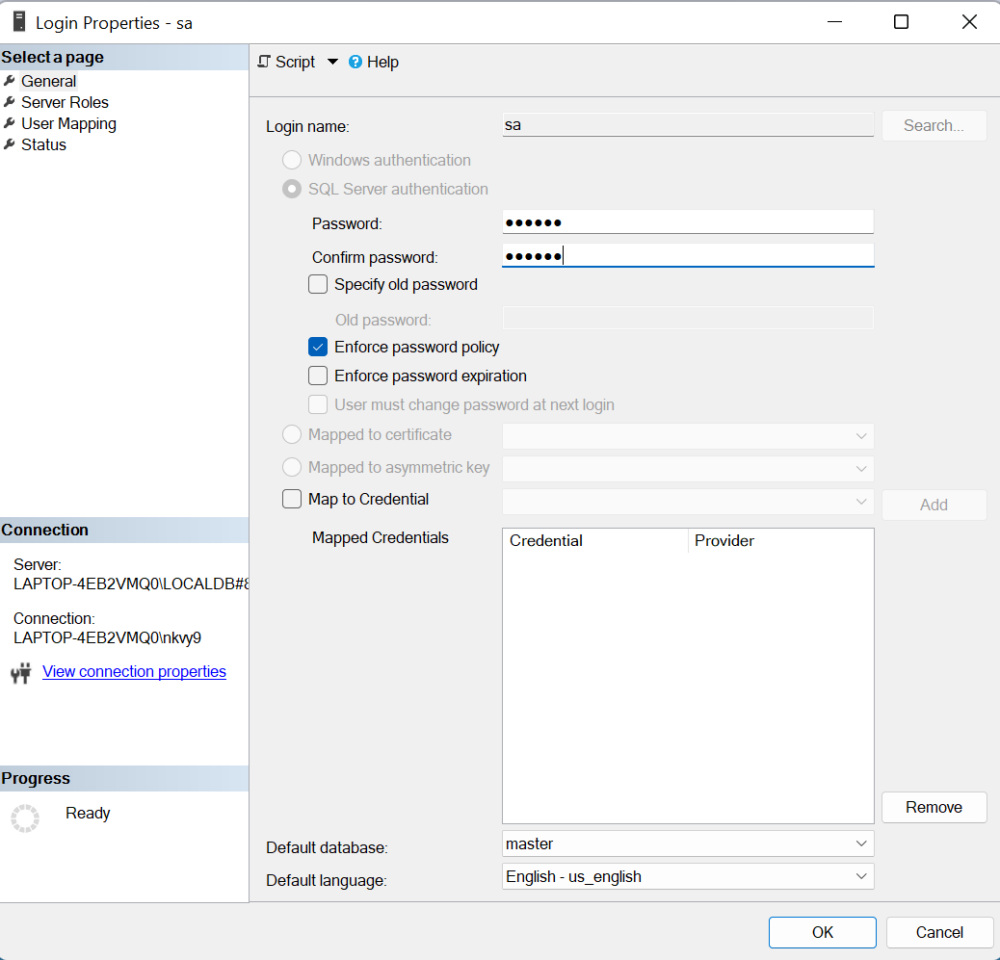 Login Properties - sa
Select a page
General
Server Roles
User Mapping
Status
Script
Help
Login name:
sa
Search...
Windows authentication
SQL Server authentication
Password:
●●●●●●
Confirm password:
●●●●●●
Specify old password
Old password:
Enforce password policy
Enforce password expiration
User must change password at next login
Mapped to certificate
Mapped to asymmetric key
Map to Credential
Add
Mapped Credentials
Credential
Provider
Remove
Default database:
master
Default language:
English - us_english
Connection
Server:
LAPTOP-4EB2VMQ0\LOCALDB#8
Connection:
LAPTOP-4EB2VMQ0\nkvy9
View connection properties
Progress
Ready
OK
Cancel